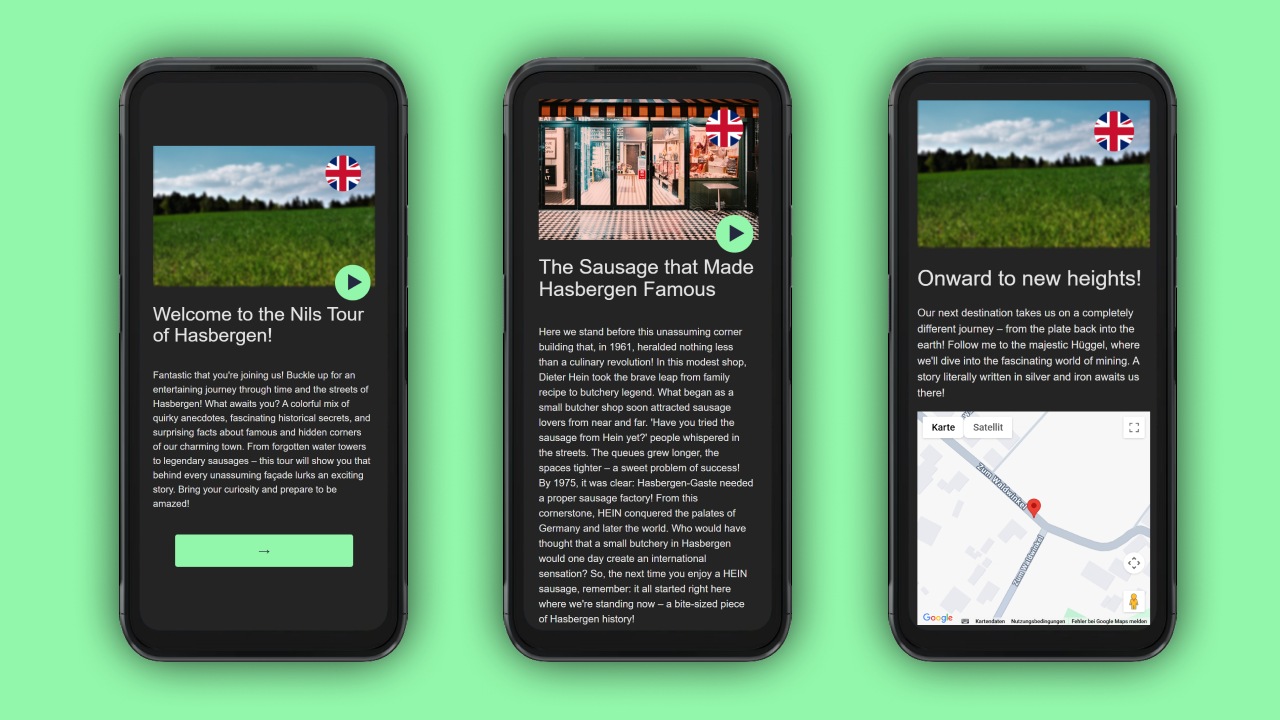 Welcome to the Nils Tour
of Hasbergen!
Fantastic that you're joining us! Buckle up for an
entertaining journey through time and the streets of
Hasbergen! What awaits you? A colorful mix of
quirky anecdotes, fascinating historical secrets, and
surprising facts about famous and hidden corners
of our charming town. From forgotten water towers
to legendary sausages – this tour will show you that
behind every unassuming façade lurks an exciting
story. Bring your curiosity and prepare to be
amazed!
→
The Sausage that Made
Hasbergen Famous
Here we stand before this unassuming corner
building that, in 1961, heralded nothing less
than a culinary revolution! In this modest shop,
Dieter Hein took the brave leap from family
recipe to butchery legend. What began as a
small butcher shop soon attracted sausage
lovers from near and far. 'Have you tried the
sausage from Hein yet?' people whispered in
the streets. The queues grew longer, the
spaces tighter – a sweet problem of success!
By 1975, it was clear: Hasbergen-Gaste needed
a proper sausage factory! From this
cornerstone, HEIN conquered the palates of
Germany and later the world. Who would have
thought that a small butchery in Hasbergen
would one day create an international
sensation? So, the next time you enjoy a HEIN
sausage, remember: it all started right here
where we're standing now – a bite-sized piece
of Hasbergen history!
Onward to new heights!
Our next destination takes us on a completely
different journey – from the plate back into the
earth! Follow me to the majestic Hüggel, where
we'll dive into the fascinating world of mining. A
story literally written in silver and iron awaits us
there!
Karte Satellit
Zum Waldwinkel
Zum Waldwinkel
Google Kartendaten Nutzungsbedingungen Fehler bei Google Maps melden